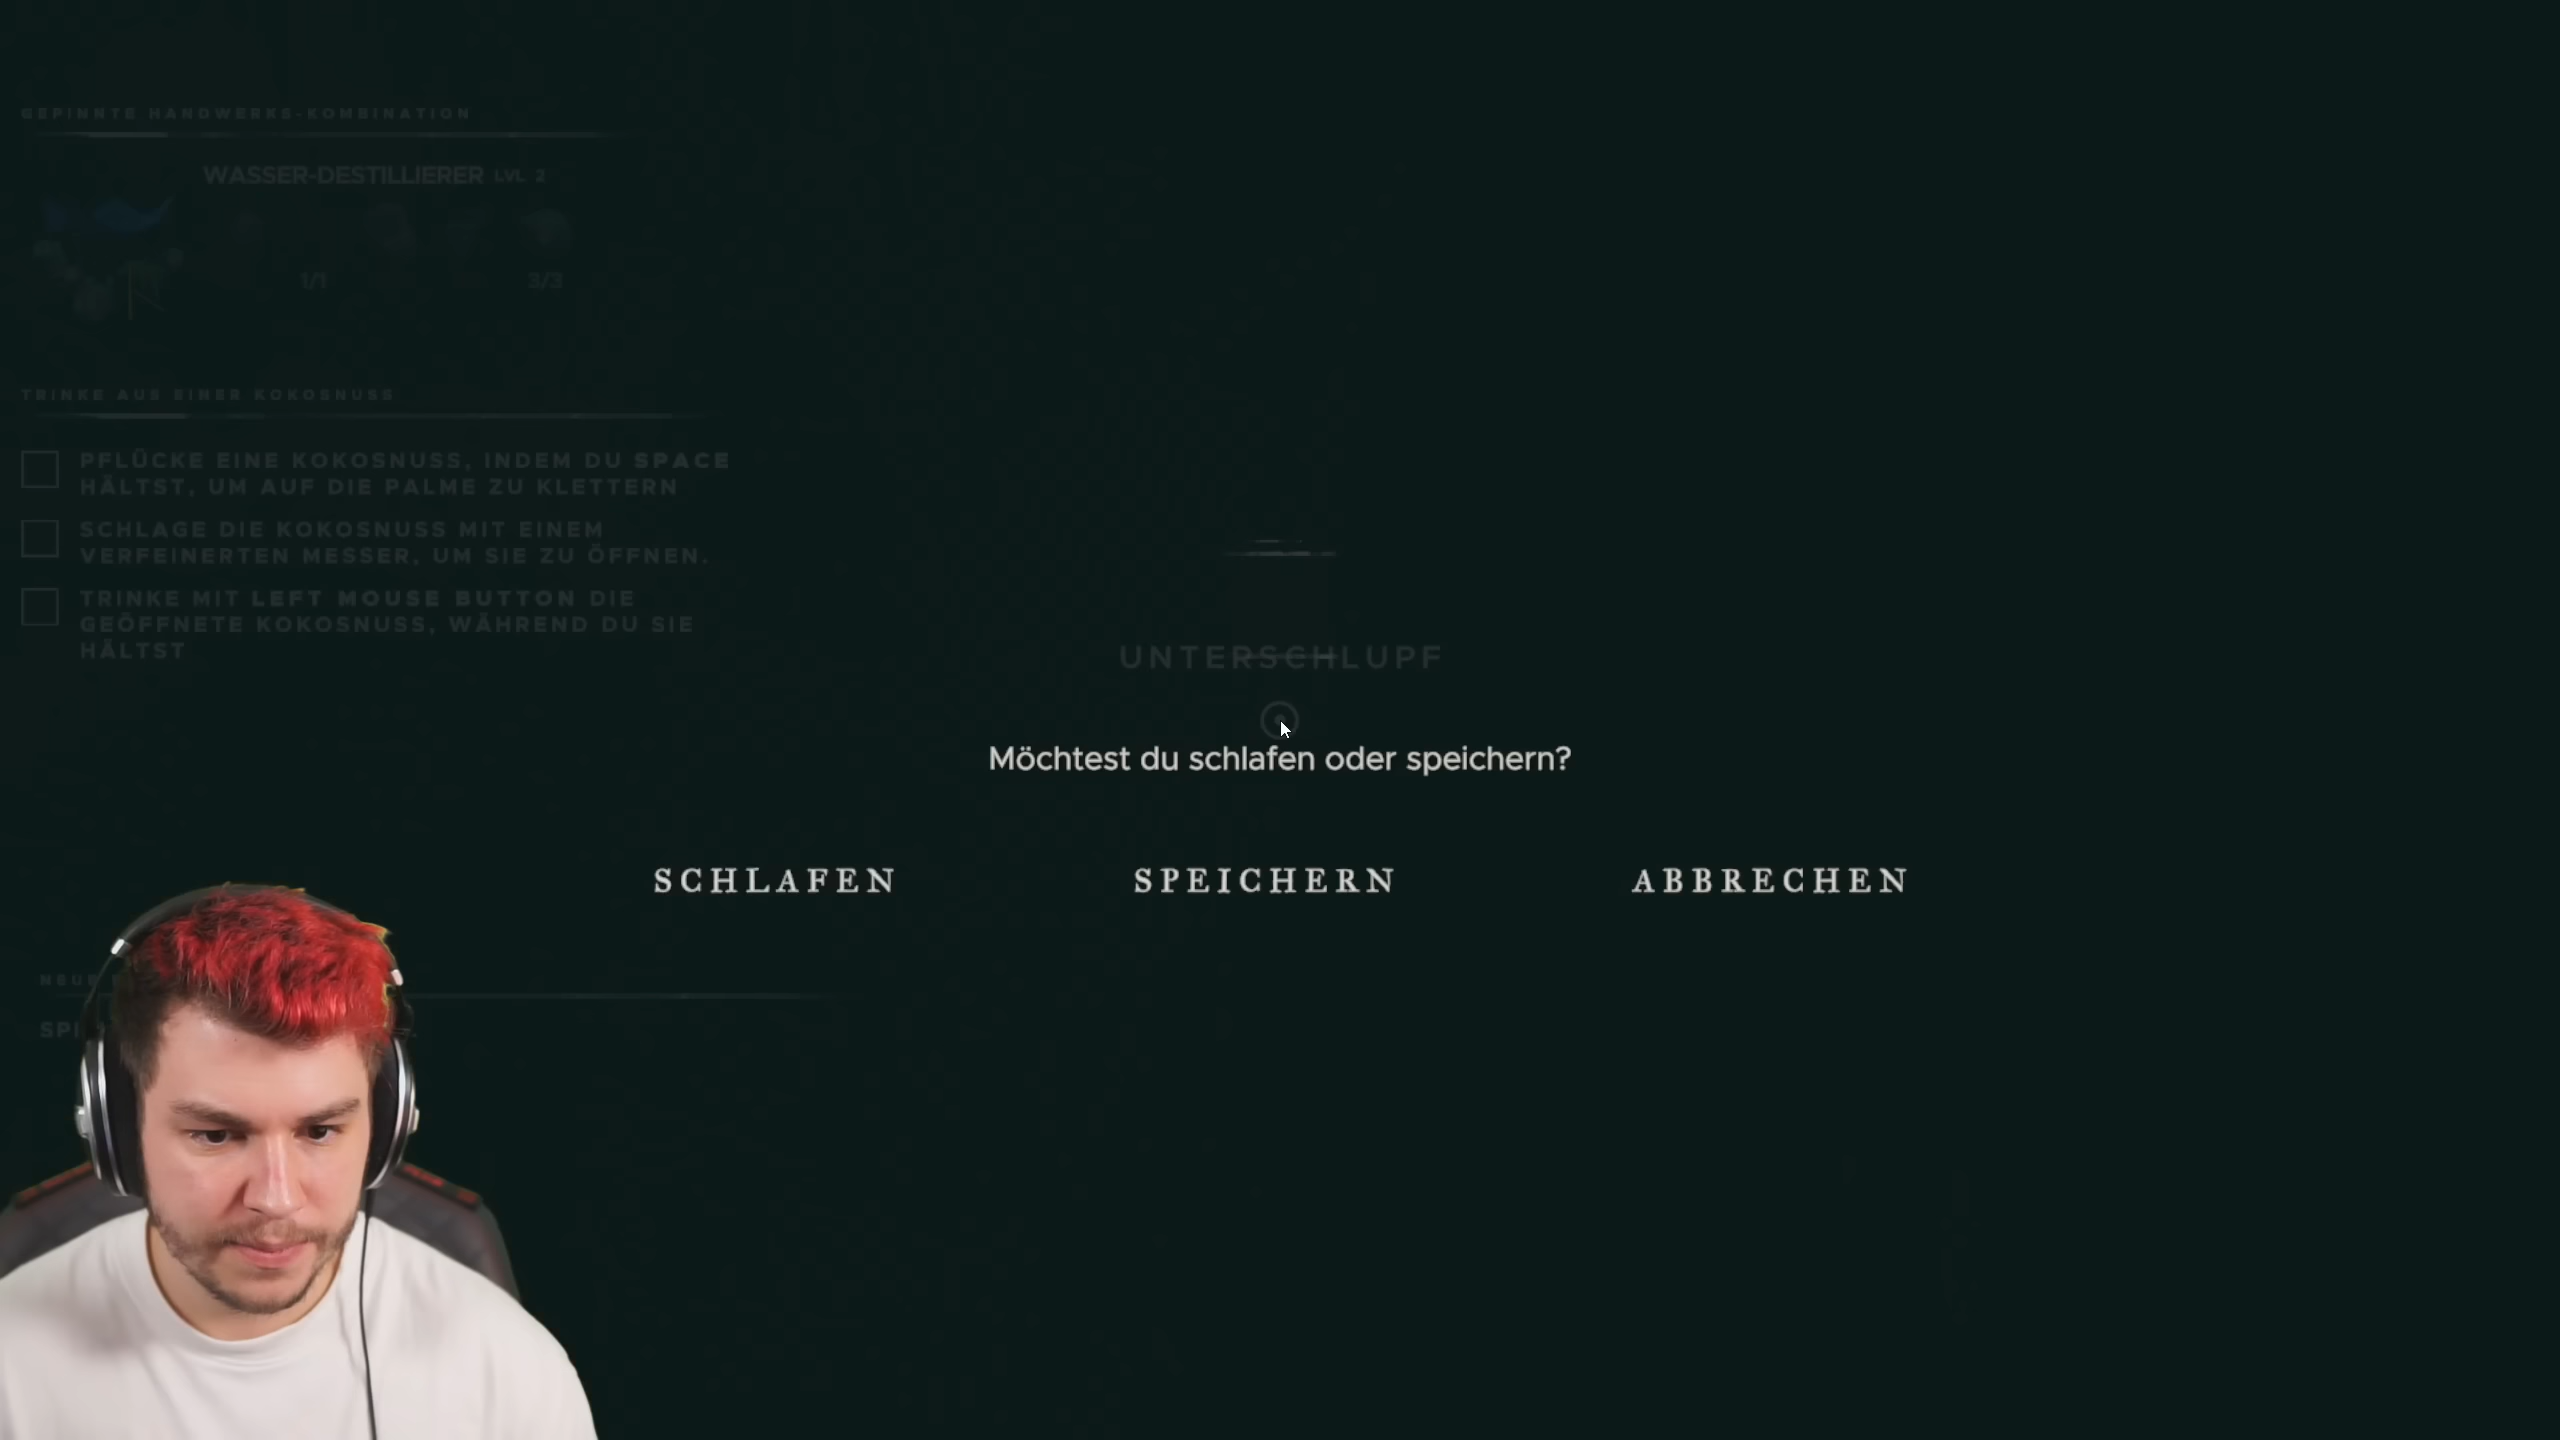 GEPINNTE HANDWERKS-KOMBINATION
WASSER-DESTILLIERER LVL 2
1/1
3/3
TRINKE AUS EINER KOKOSNUSS
PFLÜCKE EINE KOKOSNUSS, INDEM DU SPACE
HÄLTST, UM AUF DIE PALME ZU KLETTERN
SCHLAGE DIE KOKOSNUSS MIT EINEM
VERFEINERTEN MESSER, UM SIE ZU ÖFFNEN.
TRINKE MIT LEFT MOUSE BUTTON DIE
GEÖFFNETE KOKOSNUSS, WÄHREND DU SIE
HÄLTST
UNTERSCHLUPF
Möchtest du schlafen oder speichern?
SCHLAFEN
SPEICHERN
ABBRECHEN